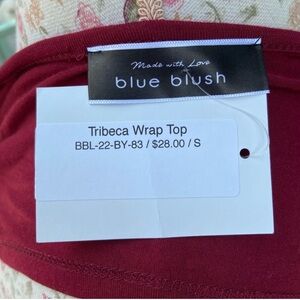 Made with Love
blue blush
Tribeca Wrap Top
BBL-22-BY-83 / $28.00 / S